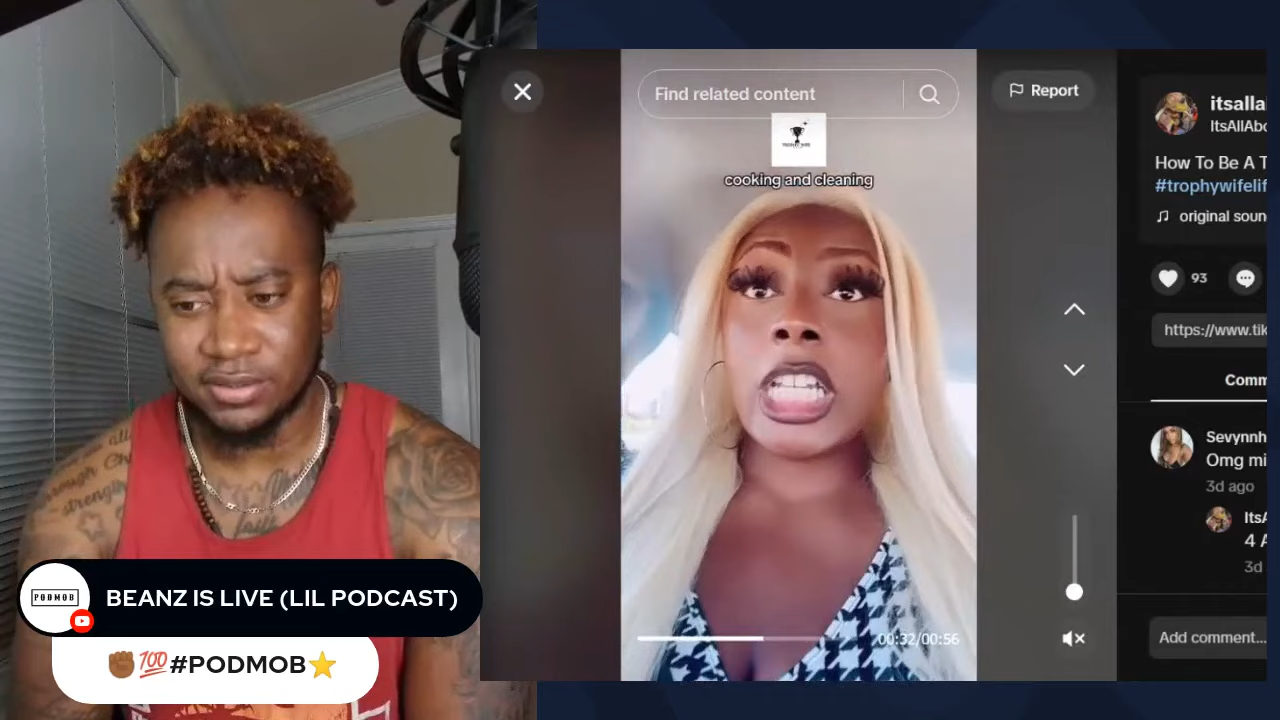 Find related content
Report
cooking and cleaning
itsalla
ItsAllAbo
How To Be A T
#trophywifelif
original soun
93
https://www.tik
Comm
Sevynnh
Omg mi
3d ago
ItsA
4 A
3d
Add comment...
00:32/00:56
PODMOB
BEANZ IS LIVE (LIL PODCAST)
✊🏾💯#PODMOB⭐